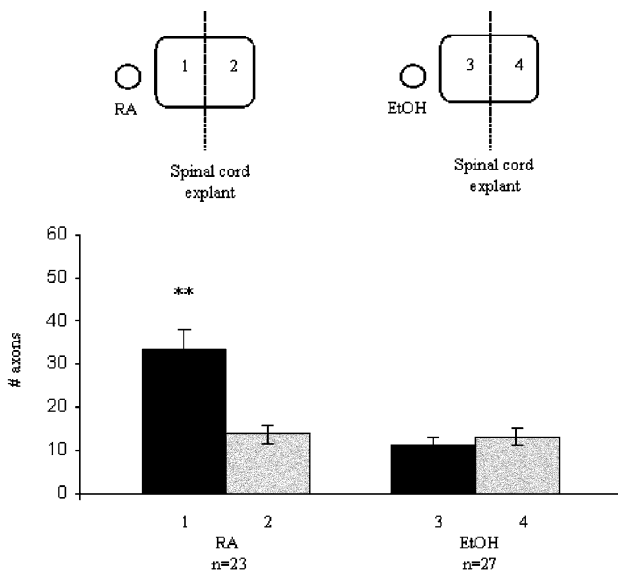 1 2 3 4
RA EtOH
Spinal cord explant
Spinal cord explant
60
50
40
30
20
10
0
# axons
**
1 2 3 4
RA EtOH
n=23 n=27